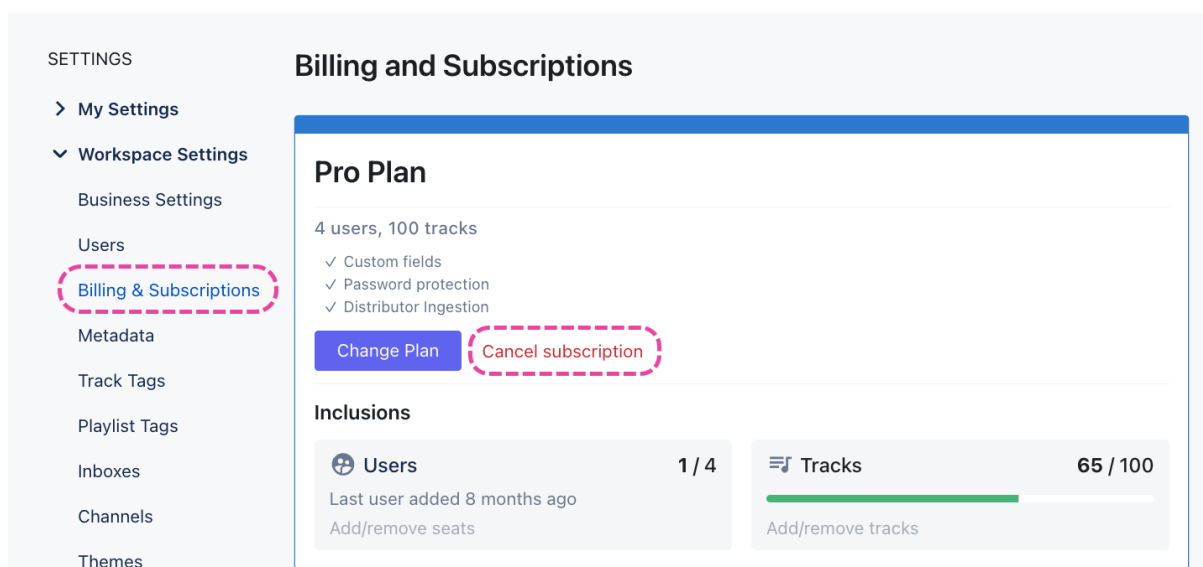 SETTINGS
My Settings
Workspace Settings
Business Settings
Users
Billing & Subscriptions
Metadata
Track Tags
Playlist Tags
Inboxes
Channels
Themes
Billing and Subscriptions
Pro Plan
4 users, 100 tracks
Custom fields
Password protection
Distributor Ingestion
Change Plan
Cancel subscription
Inclusions
Users 1 / 4
Last user added 8 months ago
Add/remove seats
Tracks 65 / 100
Add/remove tracks